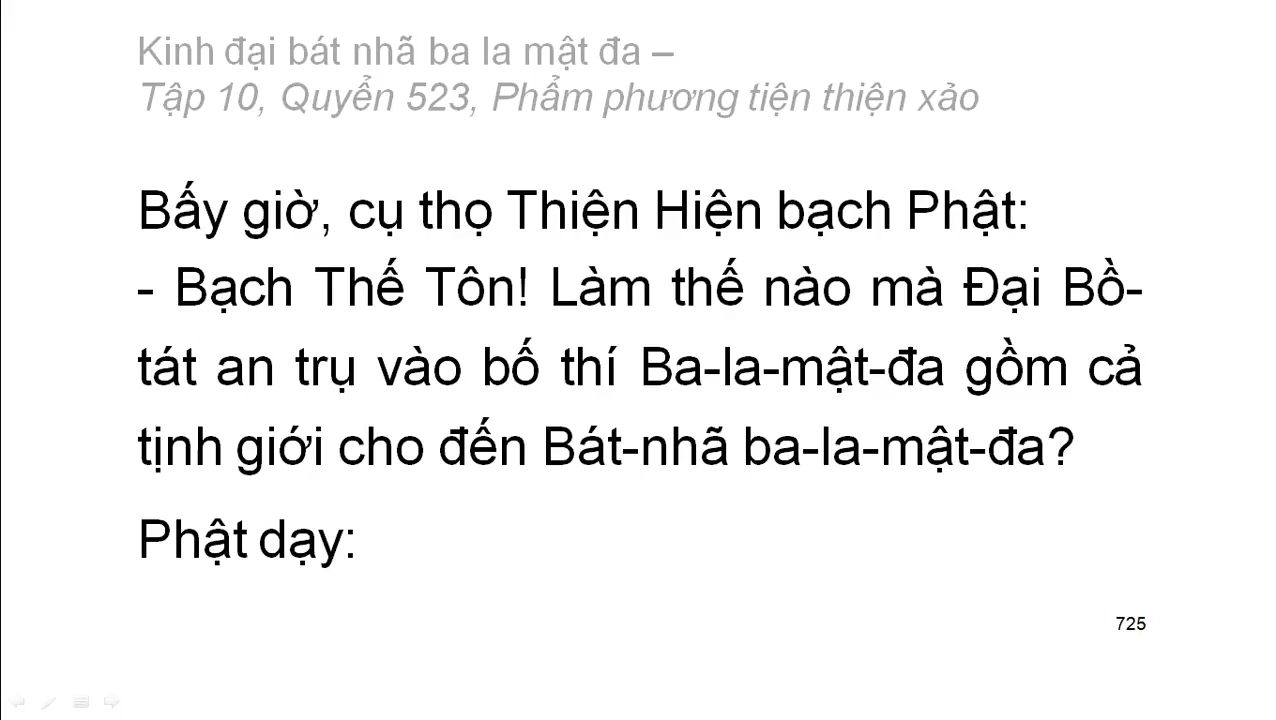 Kinh đại bát nhã ba la mật đa –
Tập 10, Quyển 523, Phẩm phương tiện thiện xảo
Bấy giờ, cụ thọ Thiện Hiện bạch Phật:
- Bạch Thế Tôn! Làm thế nào mà Đại Bồ-
tát an trụ vào bố thí Ba-la-mật-đa gồm cả
tịnh giới cho đến Bát-nhã ba-la-mật-đa?
Phật dạy:
725